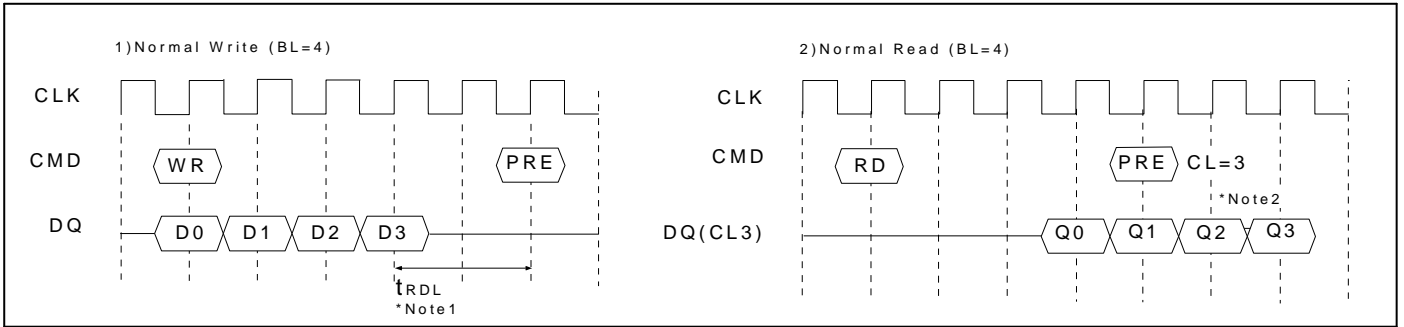 1)Normal Write (BL=4)
CLK
CMD
WR
PRE
DQ
D0 D1 D2 D3
tRDL
*Note1
2)Normal Read (BL=4)
CLK
CMD
RD
PRE CL=3
*Note2
DQ(CL3)
Q0 Q1 Q2 Q3